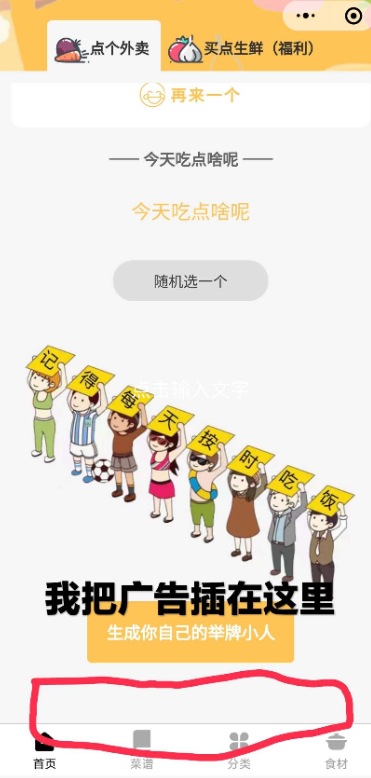 点个外卖 买点生鲜（福利）
再来一个
今天吃点啥呢
今天吃点啥呢
随机选一个
点击输入文字
记得每天按时吃饭
我把广告插在这里
生成你自己的举牌小人
首页 菜谱 分类 食材